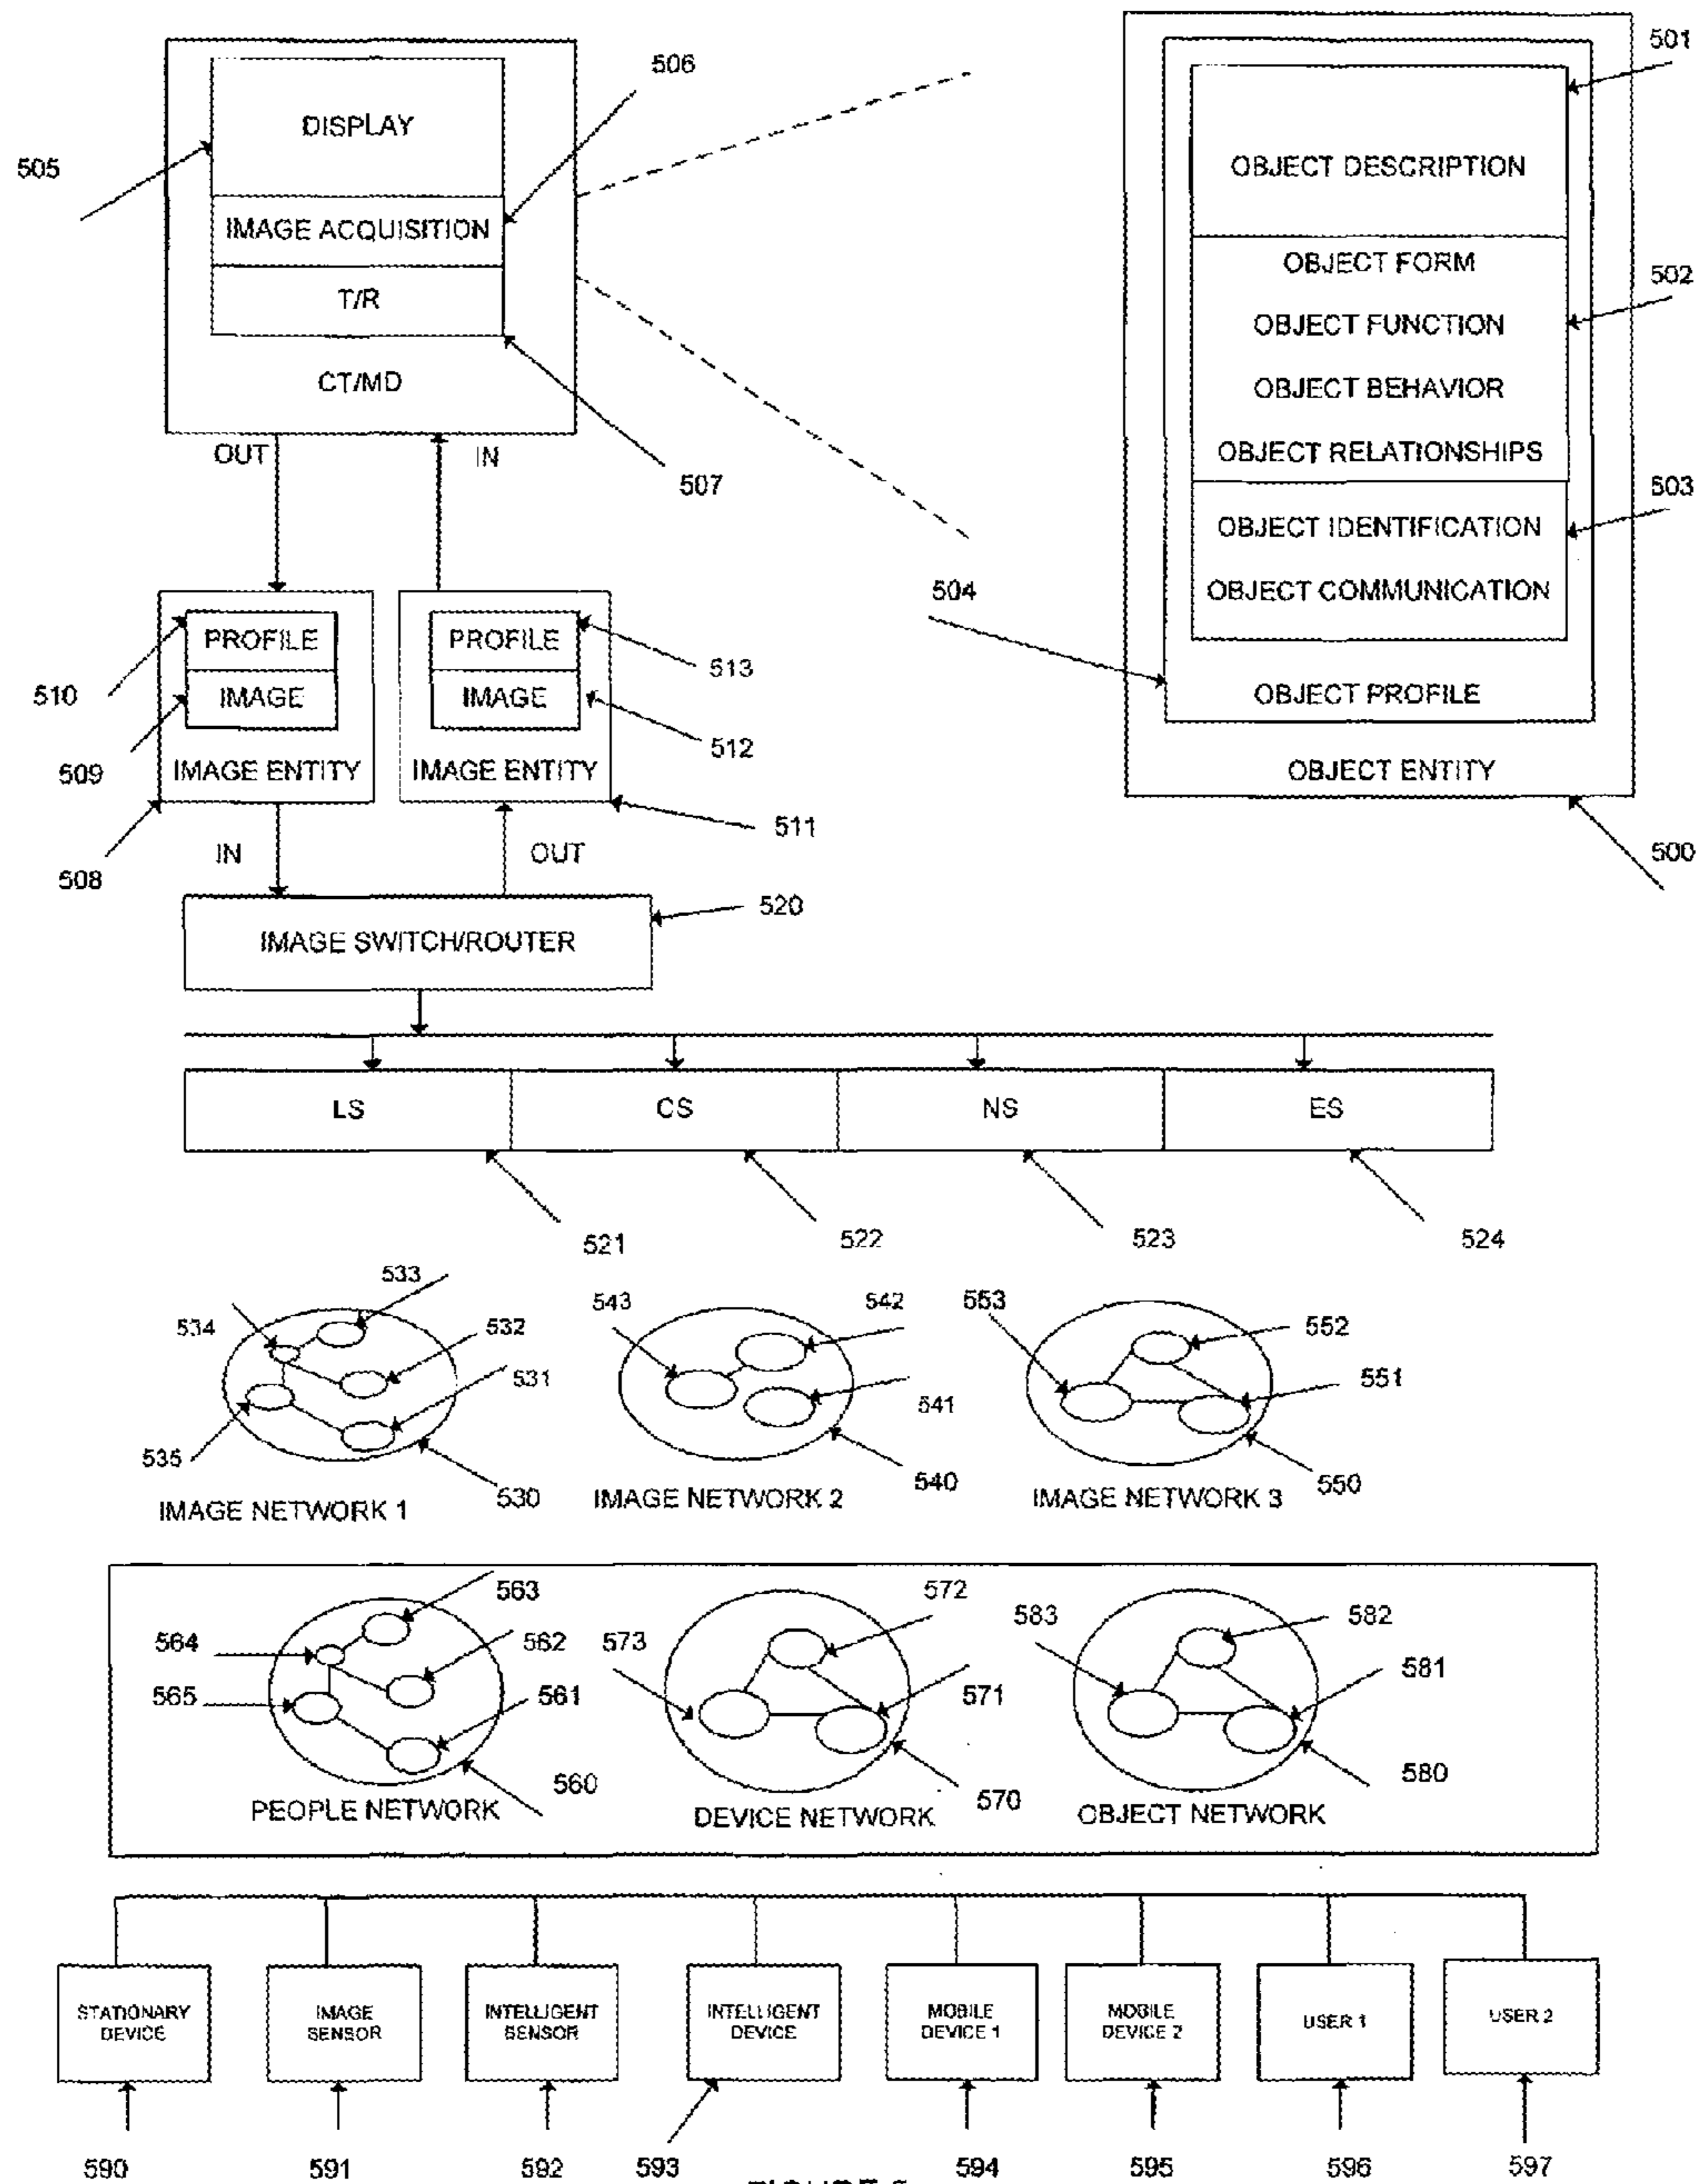 501
506
DISPLAY
505
OBJECT DESCRIPTION
IMAGE ACQUISITION
OBJECT FORM
502
T/R
OBJECT FUNCTION
CT/MD
OBJECT BEHAVIOR
OUT
IN
OBJECT RELATIONSHIPS
507
503
OBJECT IDENTIFICATION
504
OBJECT COMMUNICATION
PROFILE
PROFILE
513
510
IMAGE
IMAGE
OBJECT PROFILE
512
509
IMAGE ENTITY
IMAGE ENTITY
OBJECT ENTITY
511
IN
OUT
500
508
520
IMAGE SWITCH/ROUTER
LS
CS
NS
ES
521
522
523
524
533
543
542
553
534
532
552
531
551
541
535
540
530
550
IMAGE NETWORK 1
IMAGE NETWORK 2
IMAGE NETWORK 3
563
572
583
582
564
562
573
581
565
561
571
560
570
580
PEOPLE NETWORK
DEVICE NETWORK
OBJECT NETWORK
STATIONARY DEVICE
IMAGE SENSOR
INTELLIGENT SENSOR
INTELLIGENT DEVICE
MOBILE DEVICE 1
MOBILE DEVICE 2
USER 1
USER 2
590
591
592
593
594
595
596
597